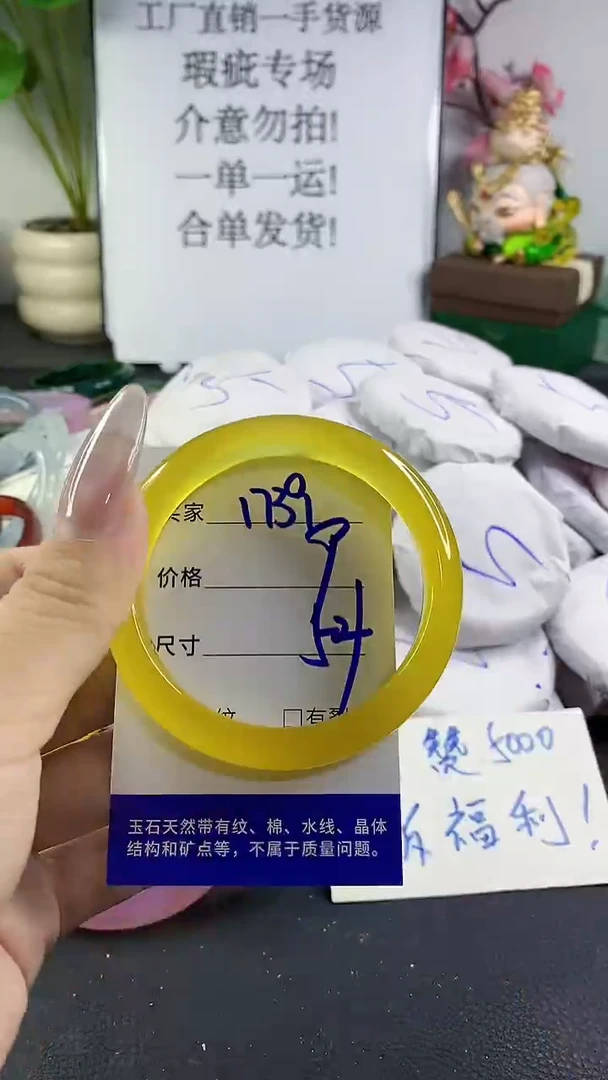 工厂直销一手货源
瑕疵专场
介意勿拍!
一单一运!
合单发货!
家
价格
尺寸
54
纹 □有
玉石天然带有纹、棉、水线、晶体
结构和矿点等，不属于质量问题。
赞 5000
福利!